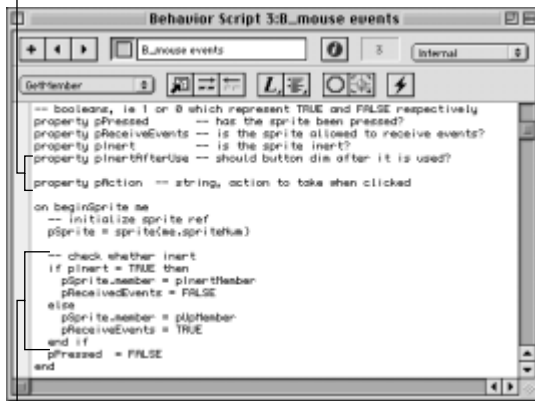 Behavior Script 3:B_mouse events
B_mouse events
3
Internal
GetMember
-- booleans, ie 1 or 0 which represent TRUE and FALSE respectively
property pPressed -- has the sprite been pressed?
property pReceiveEvents -- is the sprite allowed to receive events?
property pInert -- is the sprite inert?
property pInertAfterUse -- should button dim after it is used?
property pAction -- string, action to take when clicked
on beginSprite me
-- initialize sprite ref
pSprite = sprite(me.spriteNum)
-- check whether inert
if pInert = TRUE then
pSprite.member = pInertMember
pReceivedEvents = FALSE
else
pSprite.member = pUpMember
pReceiveEvents = TRUE
end if
pPressed = FALSE
end